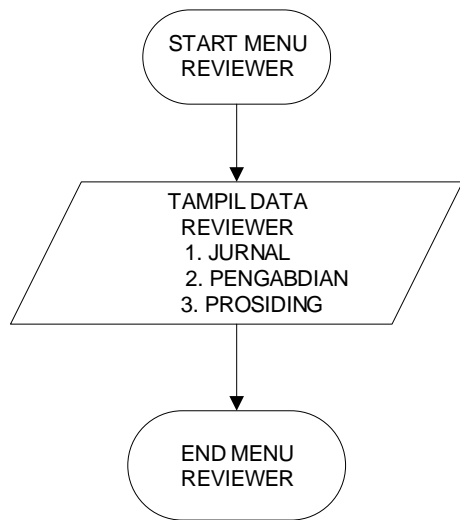 START MENU
REVIEWER
TAMPIL DATA
REVIEWER
1. JURNAL
2. PENGABDIAN
3. PROSIDING
END MENU
REVIEWER